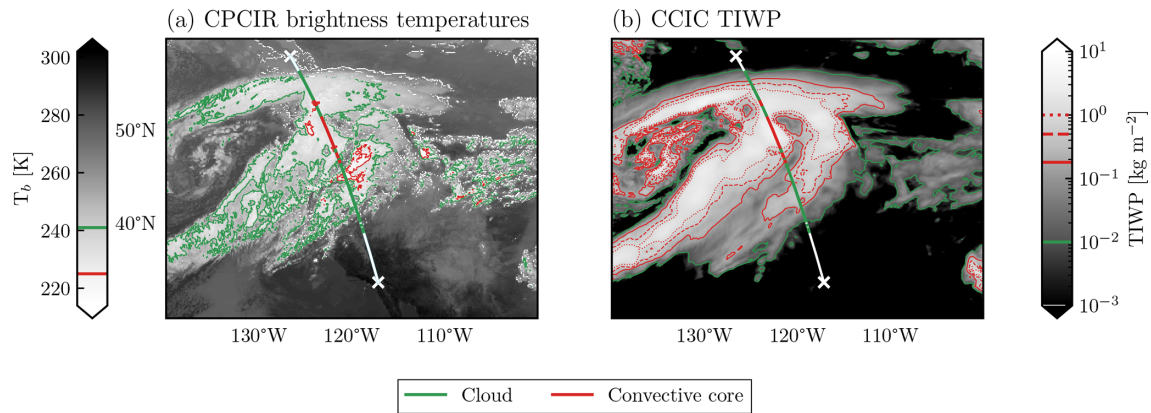 (a) CPCIR brightness temperatures
(b) CCIC TIWP
T_b [K]
300
280
260
240
220
50°N
40°N
130°W
120°W
110°W
130°W
120°W
110°W
10^1
10^0
10^−1
10^−2
10^−3
TIWP [kg m^−2]
Cloud
Convective core